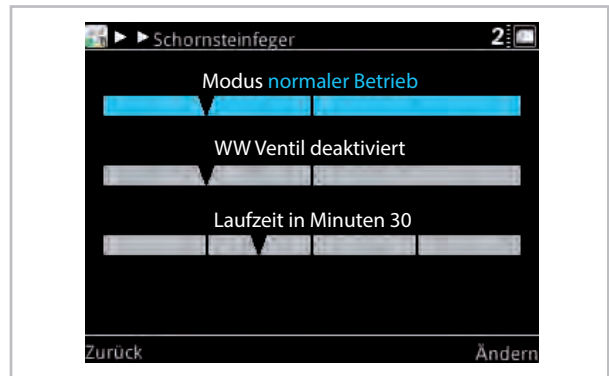 Schornsteinfeger 2
Modus normaler Betrieb
WW Ventil deaktiviert
Laufzeit in Minuten 30
Zurück Ändern